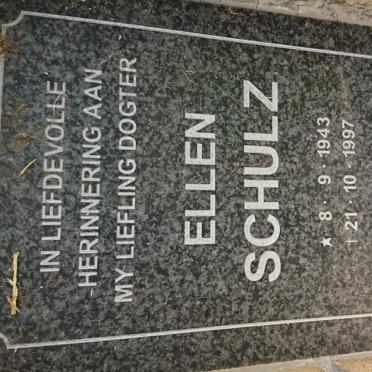 IN LIEFDEVOLLE
HERINNERING AAN
MY LIEFLING DOGTER
ELLEN
SCHULZ
★ 8 · 9 · 1943
† 21 · 10 · 1997